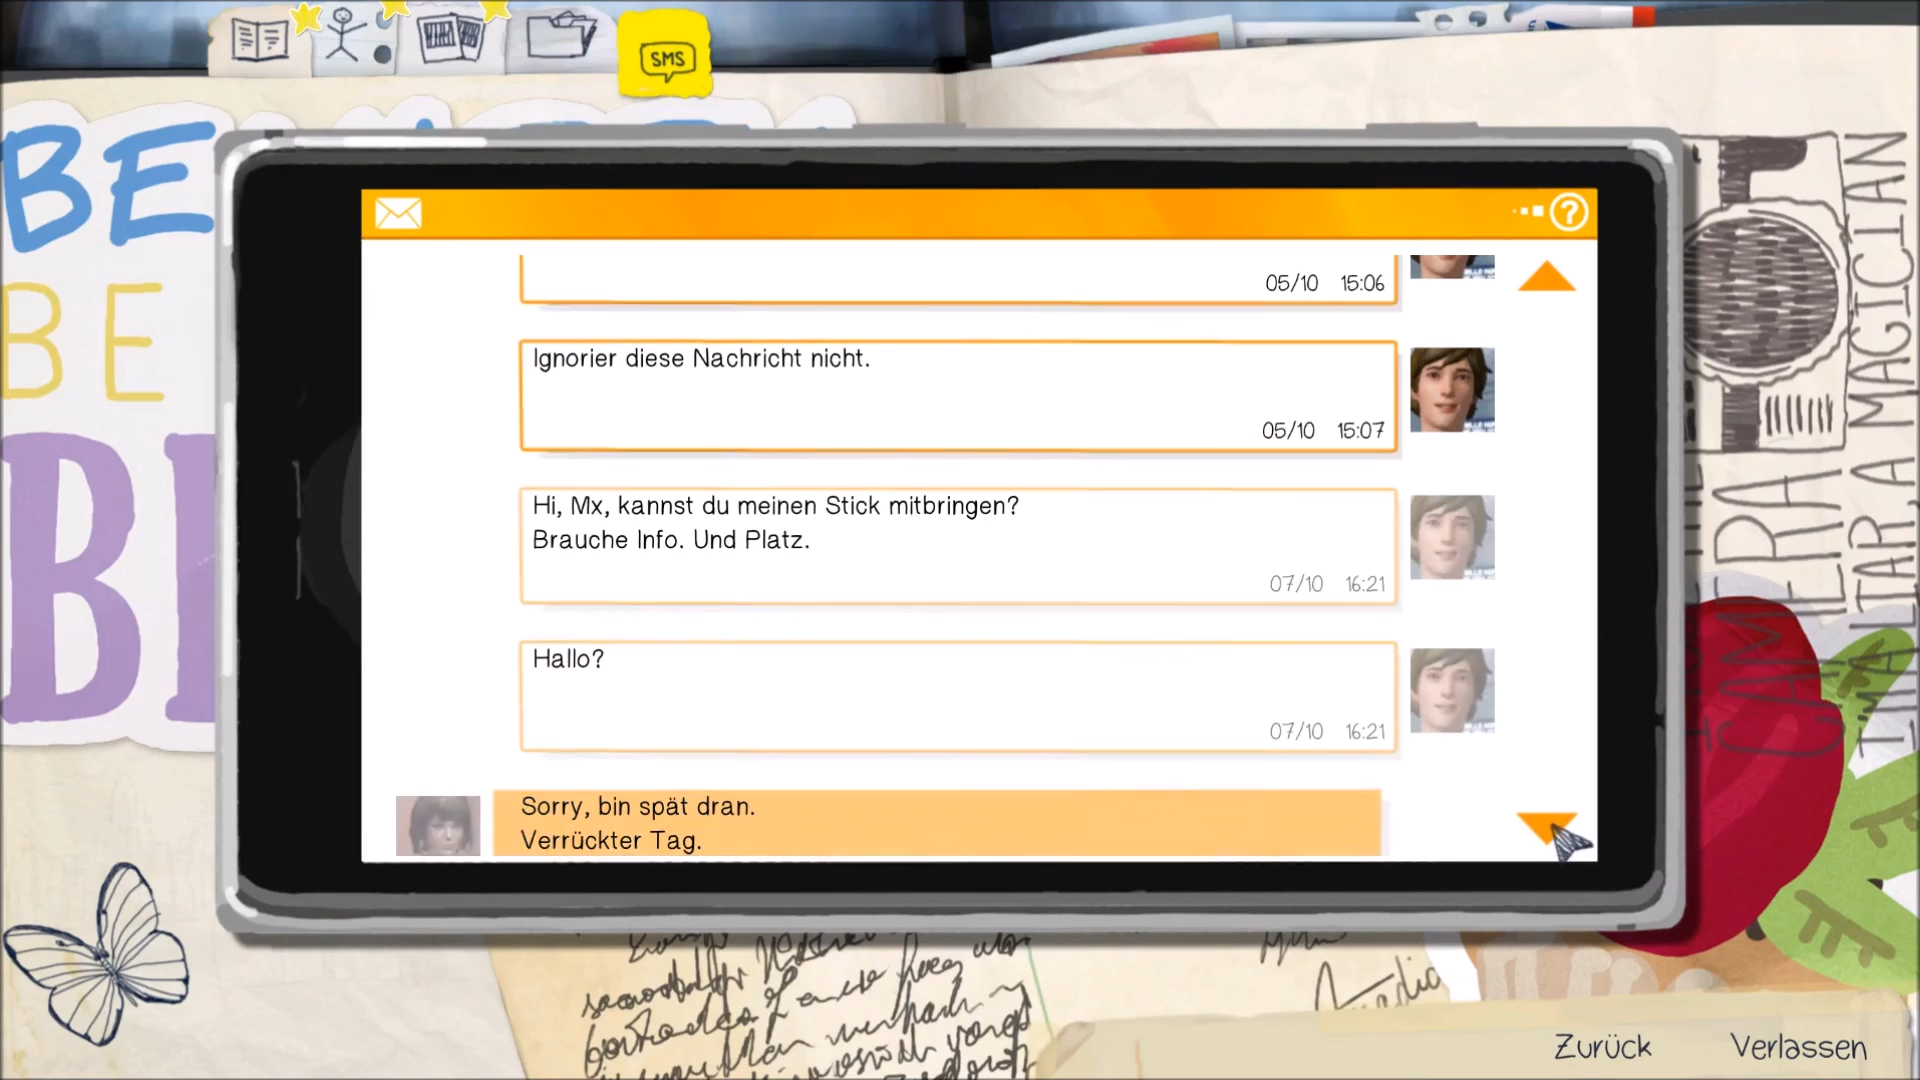 SMS
BE
BE
?
05/10 15:06
Ignorier diese Nachricht nicht.
05/10 15:07
Hi, Mx, kannst du meinen Stick mitbringen?
Brauche Info. Und Platz.
07/10 16:21
Hallo?
07/10 16:21
Sorry, bin spät dran.
Verrückter Tag.
CAMERA
A MAGICIAN
Zurück
Verlassen